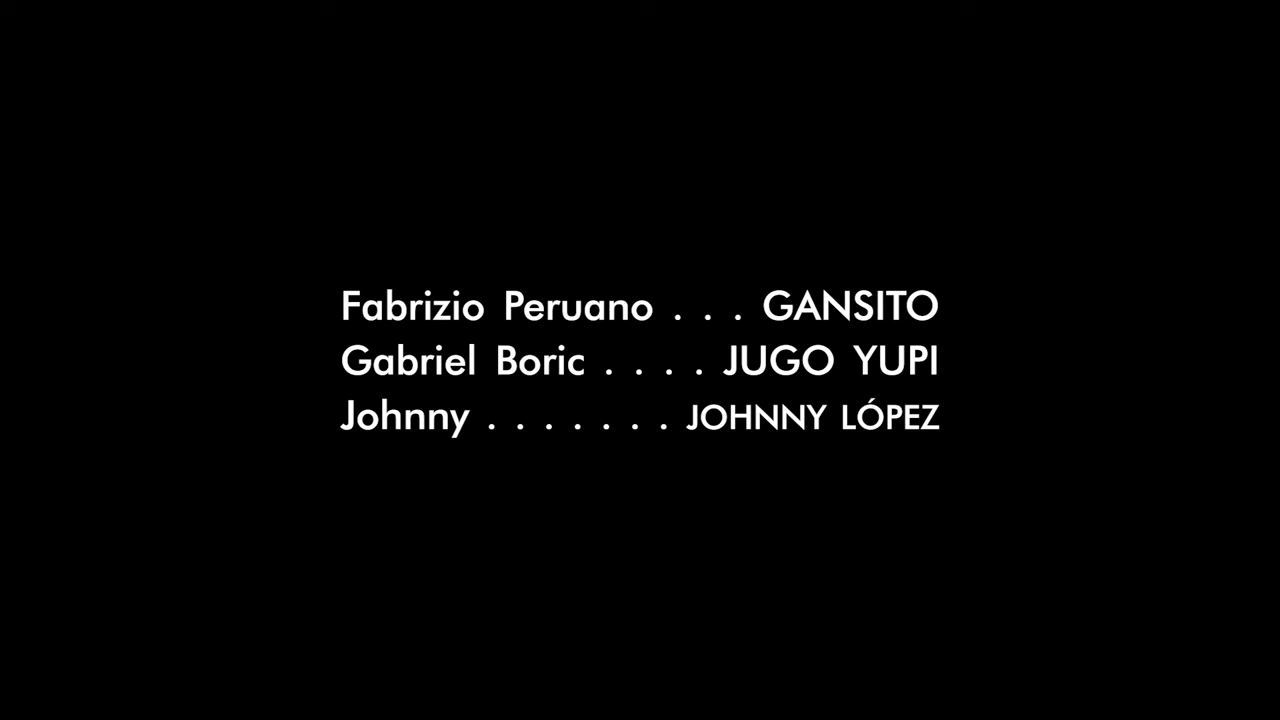 Fabrizio Peruano . . . GANSITO
Gabriel Boric . . . . JUGO YUPI
Johnny . . . . . . . JOHNNY LÓPEZ